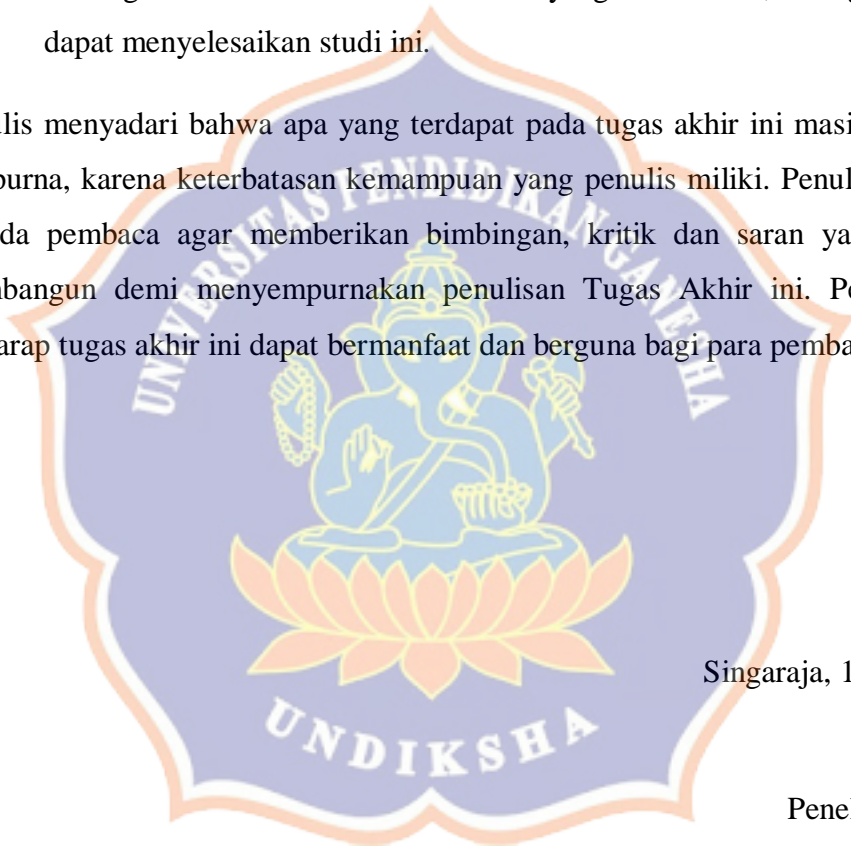 dapat menyelesaikan studi ini.
ulis menyadari bahwa apa yang terdapat pada tugas akhir ini masi
purna, karena keterbatasan kemampuan yang penulis miliki. Penul
da pembaca agar memberikan bimbingan, kritik dan saran ya
nbangun demi menyempurnakan penulisan Tugas Akhir ini. Pe
arap tugas akhir ini dapat bermanfaat dan berguna bagi para pemba
UNIVERSITAS PENDIDIKAN GANESHA
Singaraja, 1
UNDIKSHA
Pene